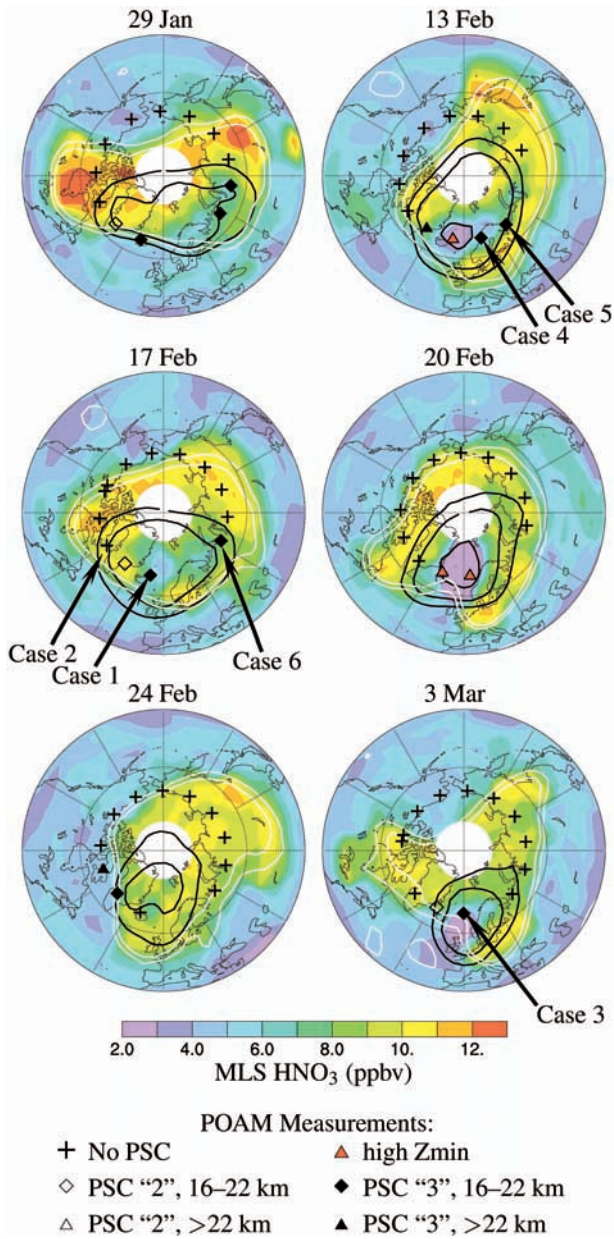 29 Jan
13 Feb
Case 5
Case 4
17 Feb
20 Feb
Case 2
Case 1
Case 6
24 Feb
3 Mar
Case 3
2.0 4.0 6.0 8.0 10. 12.
MLS HNO₃ (ppbv)
POAM Measurements:
No PSC
high Zmin
PSC “2”, 16–22 km
PSC “3”, 16–22 km
PSC “2”, >22 km
PSC “3”, >22 km